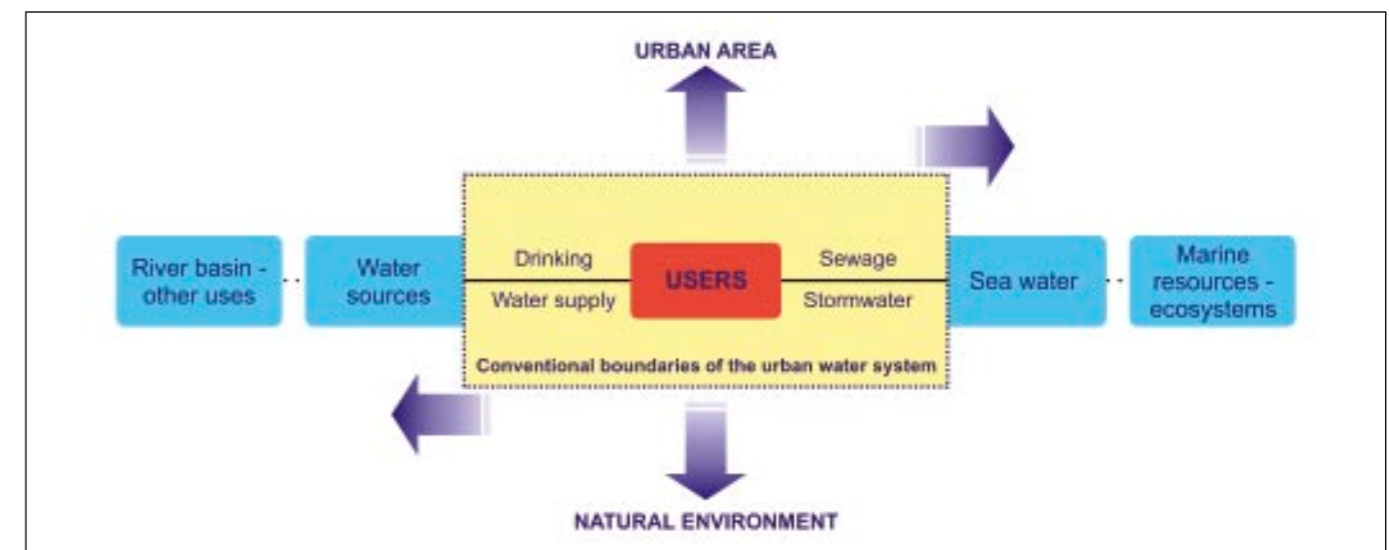 URBAN AREA
River basin -
other uses
Water
sources
Drinking
Water supply
USERS
Sewage
Stormwater
Sea water
Marine
resources -
ecosystems
Conventional boundaries of the urban water system
NATURAL ENVIRONMENT